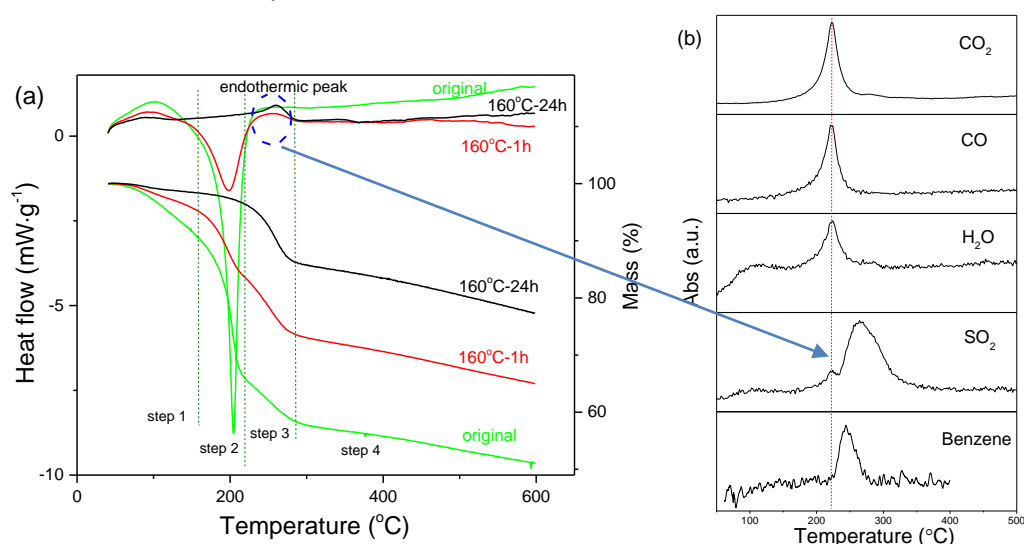 (a)
endothermic peak
original
160°C-24h
160°C-1h
0
-5
-10
Heat flow (mW·g⁻¹)
100
80
60
Mass (%)
160°C-24h
160°C-1h
original
step 1
step 2
step 3
step 4
0
200
400
600
Temperature (°C)
(b)
CO₂
CO
H₂O
SO₂
Benzene
Abs (a.u.)
100
200
300
400
500
Temperature (°C)